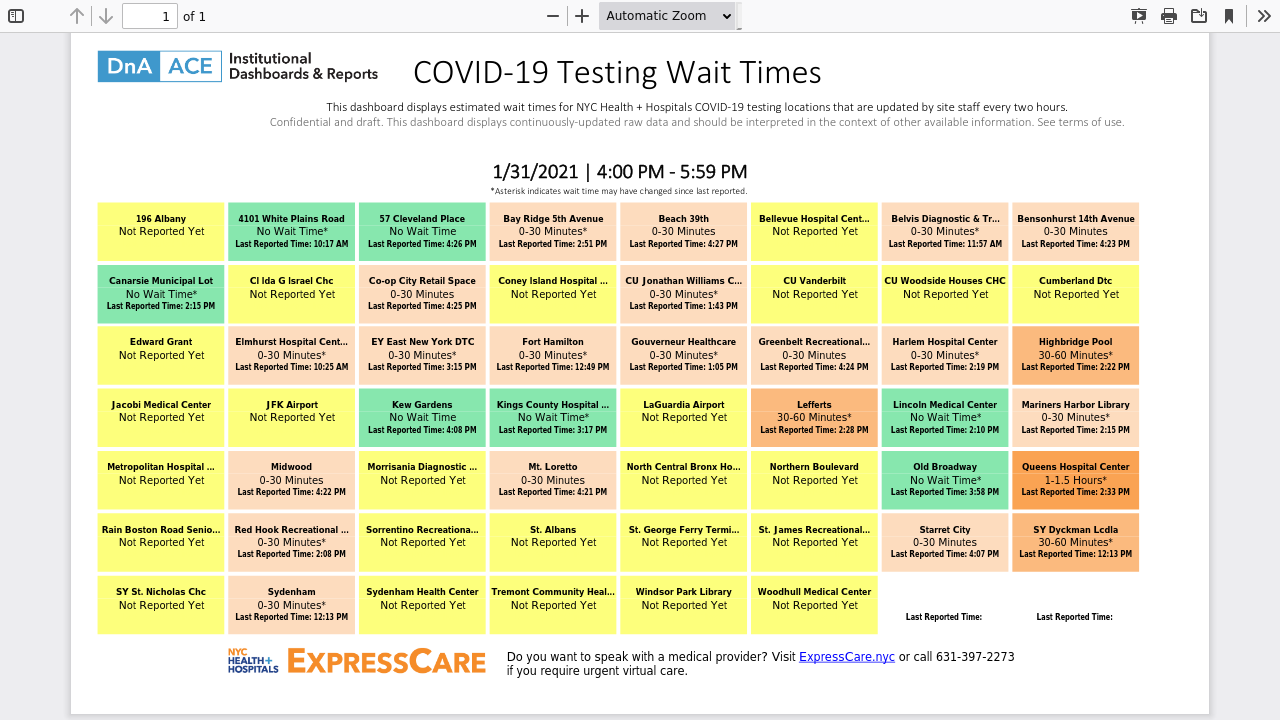 1 of 1 Automatic Zoom
DnA ACE Institutional
Dashboards & Reports
COVID-19 Testing Wait Times
This dashboard displays estimated wait times for NYC Health + Hospitals COVID-19 testing locations that are updated by site staff every two hours.
Confidential and draft. This dashboard displays continuously-updated raw data and should be interpreted in the context of other available information. See terms of use.
1/31/2021 | 4:00 PM - 5:59 PM
*Asterisk indicates wait time may have changed since last reported.
196 Albany
Not Reported Yet
4101 White Plains Road
No Wait Time*
Last Reported Time: 10:17 AM
57 Cleveland Place
No Wait Time
Last Reported Time: 4:26 PM
Bay Ridge 5th Avenue
0-30 Minutes*
Last Reported Time: 2:51 PM
Beach 39th
0-30 Minutes
Last Reported Time: 4:27 PM
Bellevue Hospital Cent...
Not Reported Yet
Belvis Diagnostic & Tr...
0-30 Minutes*
Last Reported Time: 11:57 AM
Bensonhurst 14th Avenue
0-30 Minutes
Last Reported Time: 4:23 PM
Canarsie Municipal Lot
No Wait Time*
Last Reported Time: 2:15 PM
CI Ida G Israel Chc
Not Reported Yet
Co-op City Retail Space
0-30 Minutes
Last Reported Time: 4:25 PM
Coney Island Hospital ...
Not Reported Yet
CU Jonathan Williams C...
0-30 Minutes*
Last Reported Time: 1:43 PM
CU Vanderbilt
Not Reported Yet
CU Woodside Houses CHC
Not Reported Yet
Cumberland Dtc
Not Reported Yet
Edward Grant
Not Reported Yet
Elmhurst Hospital Cent...
0-30 Minutes*
Last Reported Time: 10:25 AM
EY East New York DTC
0-30 Minutes*
Last Reported Time: 3:15 PM
Fort Hamilton
0-30 Minutes*
Last Reported Time: 12:49 PM
Gouverneur Healthcare
0-30 Minutes*
Last Reported Time: 1:05 PM
Greenbelt Recreational...
0-30 Minutes
Last Reported Time: 4:24 PM
Harlem Hospital Center
0-30 Minutes*
Last Reported Time: 2:19 PM
Highbridge Pool
30-60 Minutes*
Last Reported Time: 2:22 PM
Jacobi Medical Center
Not Reported Yet
JFK Airport
Not Reported Yet
Kew Gardens
No Wait Time
Last Reported Time: 4:08 PM
Kings County Hospital ...
No Wait Time*
Last Reported Time: 3:17 PM
LaGuardia Airport
Not Reported Yet
Lefferts
30-60 Minutes*
Last Reported Time: 2:28 PM
Lincoln Medical Center
No Wait Time*
Last Reported Time: 2:10 PM
Mariners Harbor Library
0-30 Minutes*
Last Reported Time: 2:15 PM
Metropolitan Hospital ...
Not Reported Yet
Midwood
0-30 Minutes
Last Reported Time: 4:22 PM
Morrisania Diagnostic ...
Not Reported Yet
Mt. Loretto
0-30 Minutes
Last Reported Time: 4:21 PM
North Central Bronx Ho...
Not Reported Yet
Northern Boulevard
Not Reported Yet
Old Broadway
No Wait Time*
Last Reported Time: 3:58 PM
Queens Hospital Center
1-1.5 Hours*
Last Reported Time: 2:33 PM
Rain Boston Road Senio...
Not Reported Yet
Red Hook Recreational ...
0-30 Minutes*
Last Reported Time: 2:08 PM
Sorrentino Recreationa...
Not Reported Yet
St. Albans
Not Reported Yet
St. George Ferry Termi...
Not Reported Yet
St. James Recreational...
Not Reported Yet
Starret City
0-30 Minutes
Last Reported Time: 4:07 PM
SY Dyckman Lcdla
30-60 Minutes*
Last Reported Time: 12:13 PM
SY St. Nicholas Chc
Not Reported Yet
Sydenham
0-30 Minutes*
Last Reported Time: 12:13 PM
Sydenham Health Center
Not Reported Yet
Tremont Community Heal...
Not Reported Yet
Windsor Park Library
Not Reported Yet
Woodhull Medical Center
Not Reported Yet
Last Reported Time:
Last Reported Time:
NYC
HEALTH+
HOSPITALS
EXPRESSCARE
Do you want to speak with a medical provider? Visit ExpressCare.nyc or call 631-397-2273
if you require urgent virtual care.